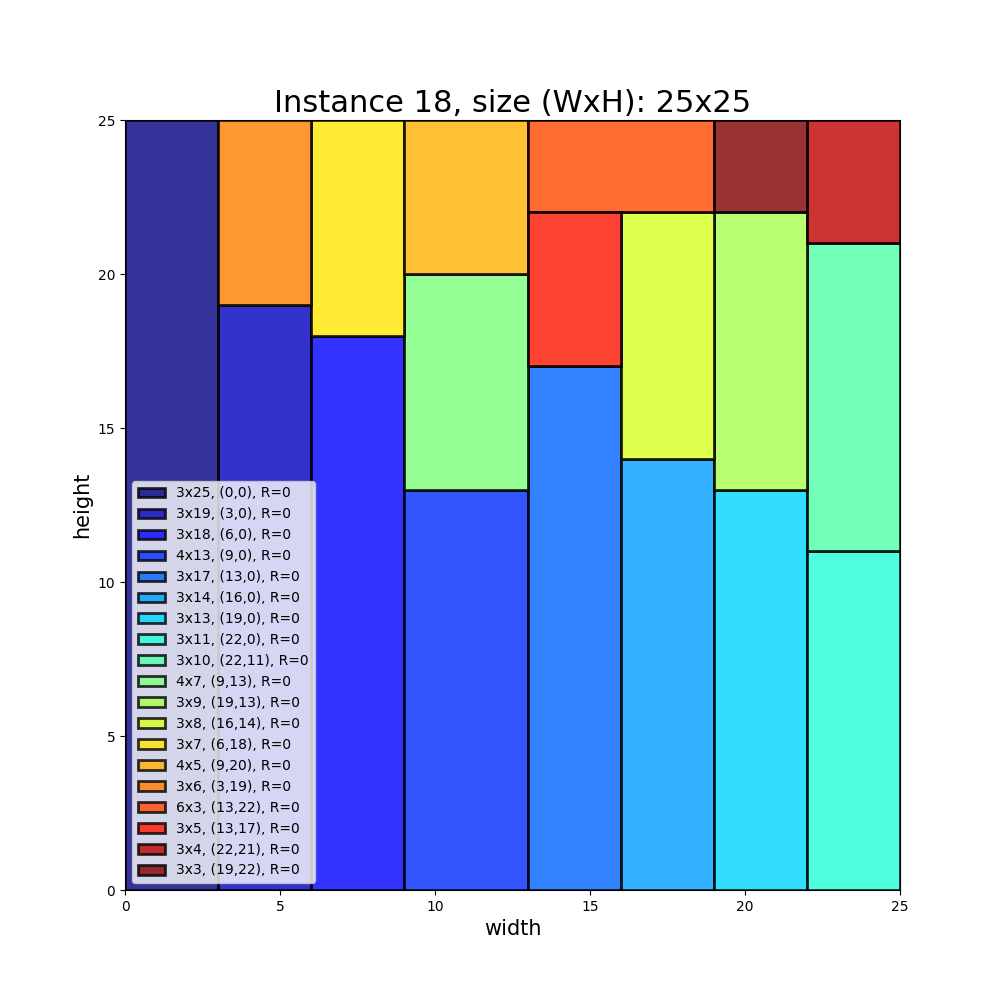 Instance 18, size (WxH): 25x25
25
20
15
10
5
0
height
3x25, (0,0), R=0
3x19, (3,0), R=0
3x18, (6,0), R=0
4x13, (9,0), R=0
3x17, (13,0), R=0
3x14, (16,0), R=0
3x13, (19,0), R=0
3x11, (22,0), R=0
3x10, (22,11), R=0
4x7, (9,13), R=0
3x9, (19,13), R=0
3x8, (16,14), R=0
3x7, (6,18), R=0
4x5, (9,20), R=0
3x6, (3,19), R=0
6x3, (13,22), R=0
3x5, (13,17), R=0
3x4, (22,21), R=0
3x3, (19,22), R=0
0 5 10 15 20 25
width